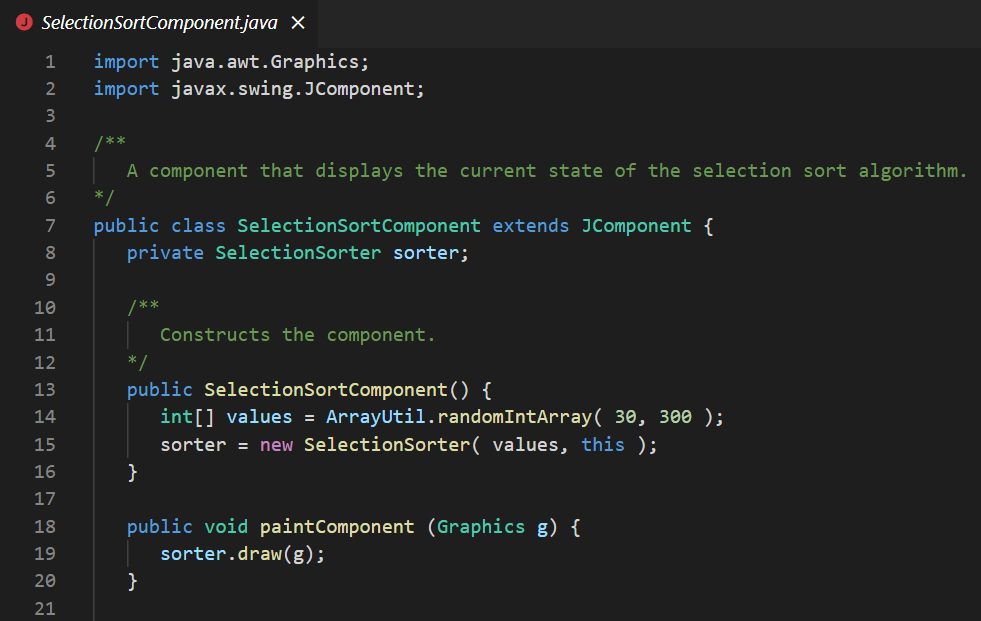 J SelectionSortComponent.java ×
1 import java.awt.Graphics;
2 import javax.swing.JComponent;
3
4 /**
5 A component that displays the current state of the selection sort algorithm.
6 */
7 public class SelectionSortComponent extends JComponent {
8 private SelectionSorter sorter;
9
10 /**
11 Constructs the component.
12 */
13 public SelectionSortComponent() {
14 int[] values = ArrayUtil.randomIntArray( 30, 300 );
15 sorter = new SelectionSorter( values, this );
16 }
17
18 public void paintComponent (Graphics g) {
19 sorter.draw(g);
20 }
21